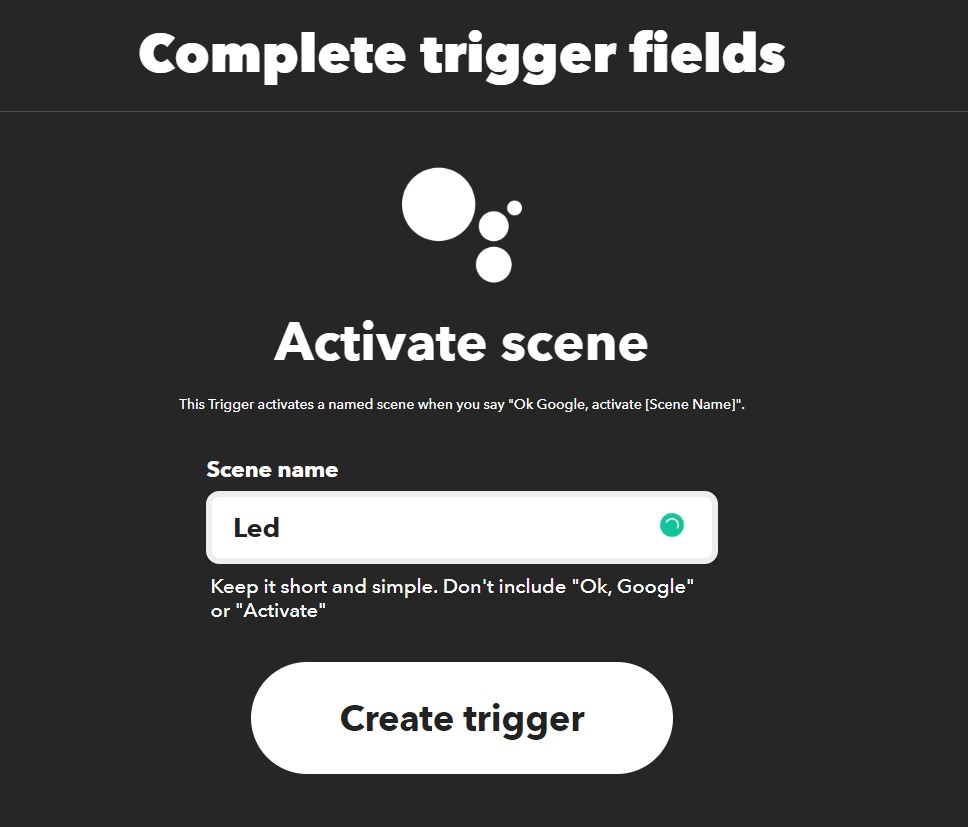 Complete trigger fields
Activate scene
This Trigger activates a named scene when you say "Ok Google, activate [Scene Name]".
Scene name
Led
Keep it short and simple. Don't include "Ok, Google"
or "Activate"
Create trigger